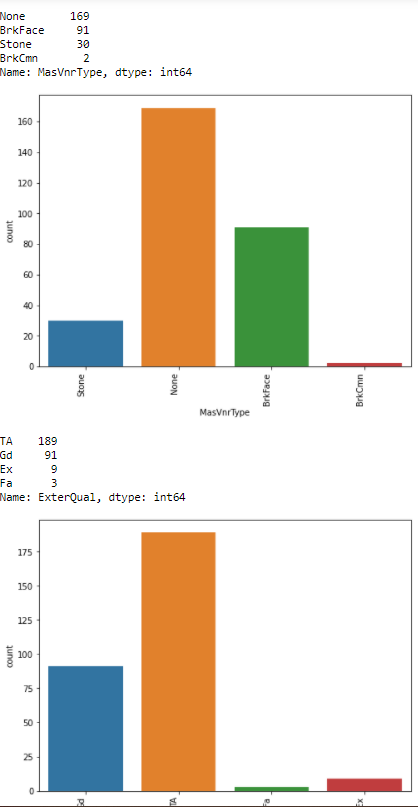 None 169
BrkFace 91
Stone 30
BrkCmn 2
Name: MasVnrType, dtype: int64
160
140
120
100
80
60
40
20
0
count
Stone
None
BrkFace
BrkCmn
MasVnrType
TA 189
Gd 91
Ex 9
Fa 3
Name: ExterQual, dtype: int64
175
150
125
100
75
50
25
0
count
Gd
TA
Fa
Ex